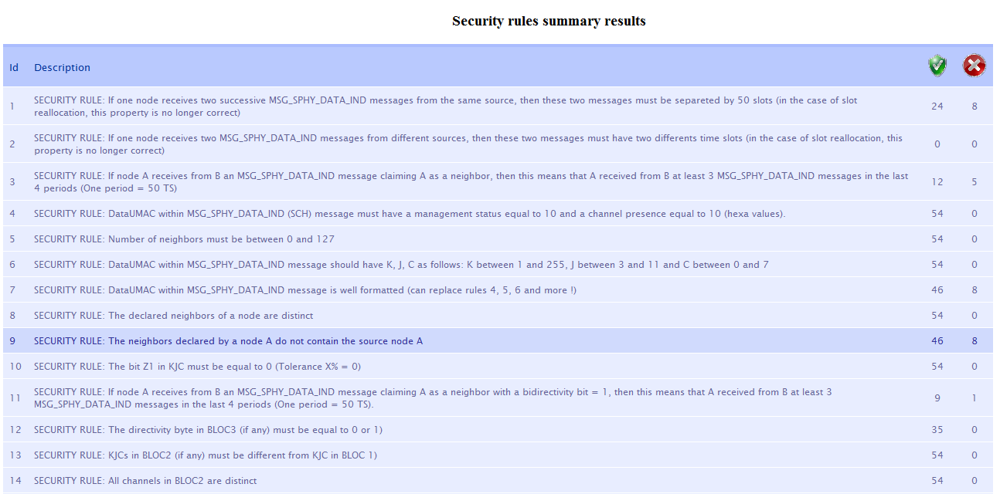 Security rules summary results
Id Description
1 SECURITY RULE: If one node receives two successive MSG_SPHY_DATA_IND messages from the same source, then these two messages must be separeted by 50 slots (in the case of slot
reallocation, this property is no longer correct) 24 8
2 SECURITY RULE: If one node receives two MSG_SPHY_DATA_IND messages from different sources, then these two messages must have two differents time slots (in the case of slot reallocation, this
property is no longer correct) 0 0
3 SECURITY RULE: If node A receives from B an MSG_SPHY_DATA_IND message claiming A as a neighbor, then this means that A received from B at least 3 MSG_SPHY_DATA_IND messages in the last
4 periods (One period = 50 TS) 12 5
4 SECURITY RULE: DataUMAC within MSG_SPHY_DATA_IND (SCH) message must have a management status equal to 10 and a channel presence equal to 10 (hexa values). 54 0
5 SECURITY RULE: Number of neighbors must be between 0 and 127 54 0
6 SECURITY RULE: DataUMAC within MSG_SPHY_DATA_IND message should have K, J, C as follows: K between 1 and 255, J between 3 and 11 and C between 0 and 7 54 0
7 SECURITY RULE: DataUMAC within MSG_SPHY_DATA_IND message is well formatted (can replace rules 4, 5, 6 and more !) 46 8
8 SECURITY RULE: The declared neighbors of a node are distinct 54 0
9 SECURITY RULE: The neighbors declared by a node A do not contain the source node A 46 8
10 SECURITY RULE: The bit Z1 in KJC must be equal to 0 (Tolerance X% = 0) 54 0
11 SECURITY RULE: If node A receives from B an MSG_SPHY_DATA_IND message claiming A as a neighbor with a bidirectivity bit = 1, then this means that A received from B at least 3
MSG_SPHY_DATA_IND messages in the last 4 periods (One period = 50 TS). 9 1
12 SECURITY RULE: The directivity byte in BLOC3 (if any) must be equal to 0 or 1) 35 0
13 SECURITY RULE: KJCs in BLOC2 (if any) must be different from KJC in BLOC 1) 54 0
14 SECURITY RULE: All channels in BLOC2 are distinct 54 0